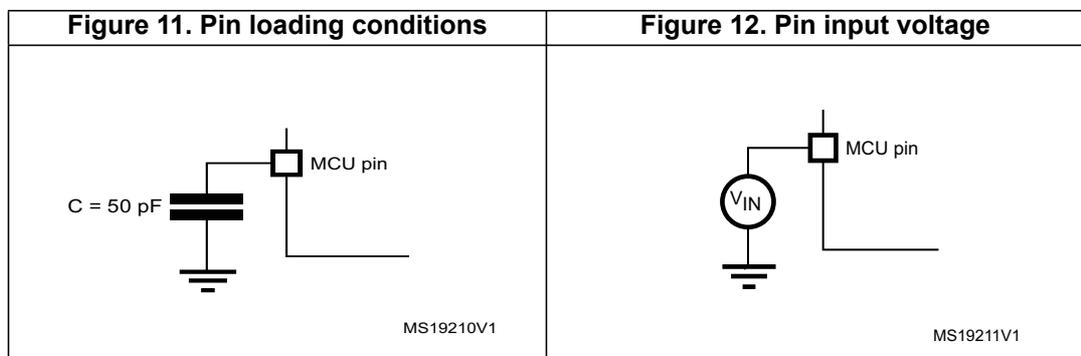 Figure 11. Pin loading conditions
Figure 12. Pin input voltage
MCU pin
C = 50 pF
MS19210V1
MCU pin
VIN
MS19211V1